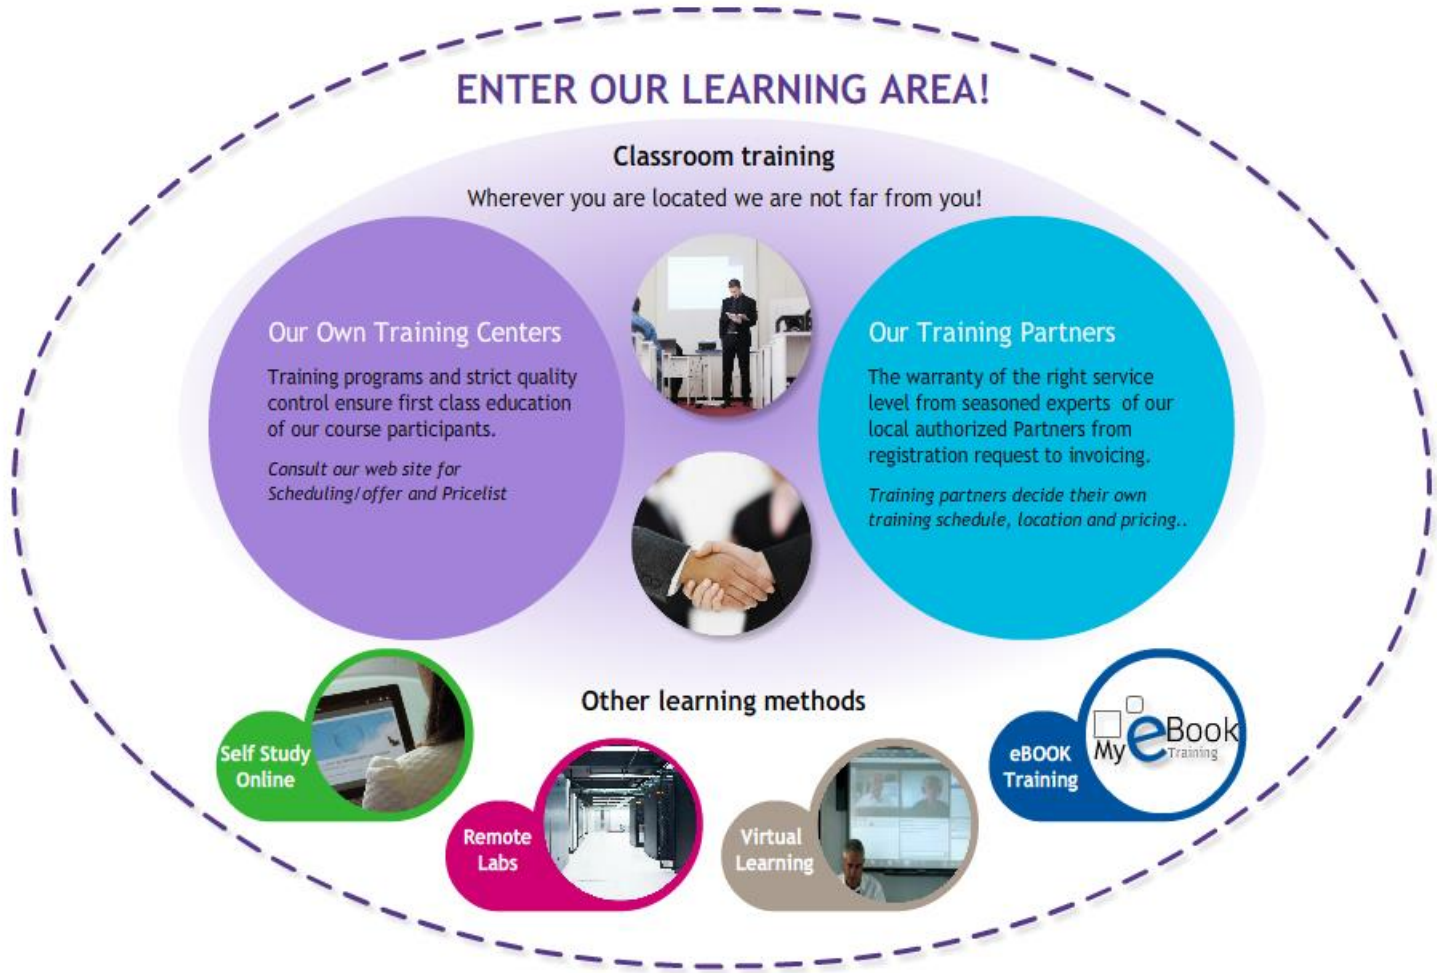 ENTER OUR LEARNING AREA!
Classroom training
Wherever you are located we are not far from you!
Our Own Training Centers
Training programs and strict quality
control ensure first class education
of our course participants.
Consult our web site for
Scheduling/offer and Pricelist
Our Training Partners
The warranty of the right service
level from seasoned experts of our
local authorized Partners from
registration request to invoicing.
Training partners decide their own
training schedule, location and pricing..
Other learning methods
Self Study
Online
Remote
Labs
Virtual
Learning
eBOOK
Training
My eBook
Training